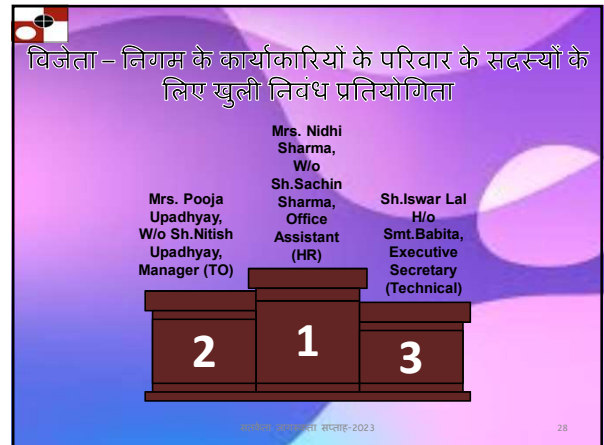 विजेता – निगम के कार्याकारियों के परिवार के सदस्यों के
लिए खुली निबंध प्रतियोगिता
Mrs. Nidhi
Sharma,
W/o
Sh.Sachin
Sharma,
Office
Assistant
(HR)
Mrs. Pooja
Upadhyay,
W/o Sh.Nitish
Upadhyay,
Manager (TO)
Sh.Iswar Lal
H/o
Smt.Babita,
Executive
Secretary
(Technical)
2
1
3
सतर्कता जागरूकता सप्ताह-2023
28